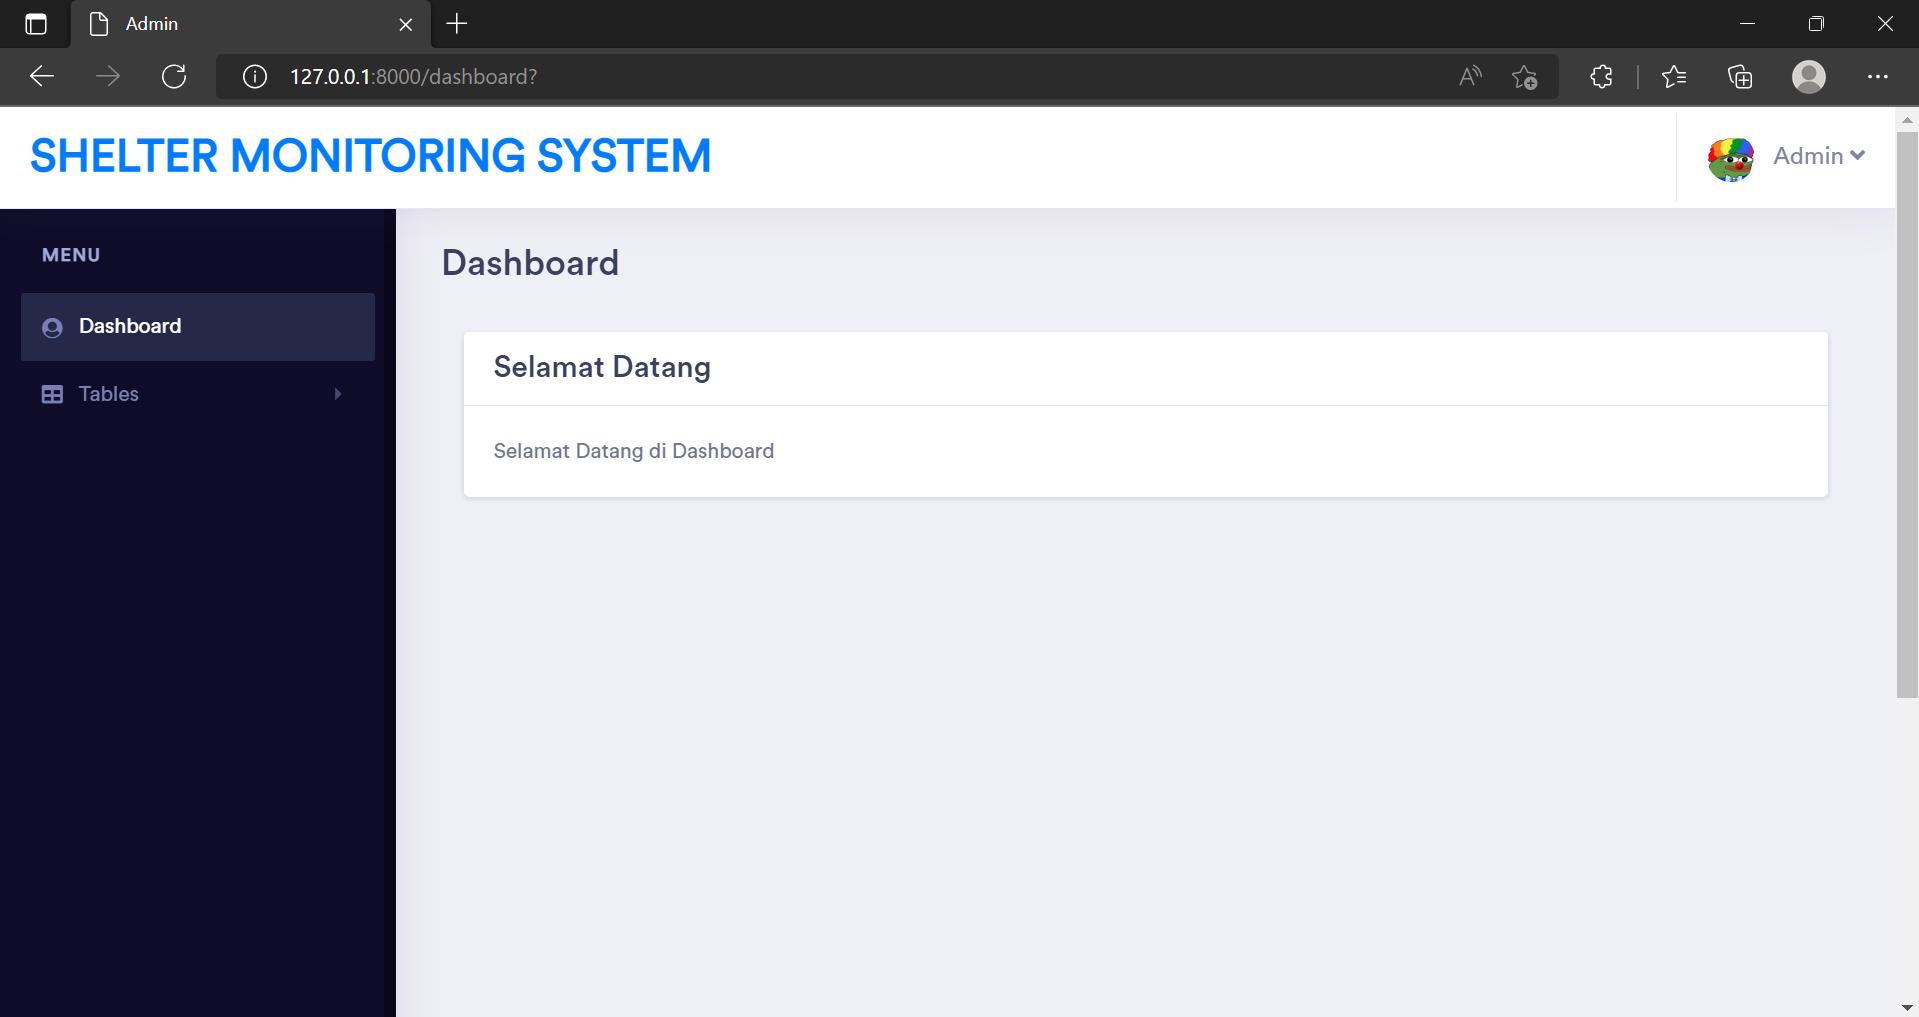 Admin
127.0.0.1:8000/dashboard?
SHELTER MONITORING SYSTEM
Admin
MENU
Dashboard
Tables
Dashboard
Selamat Datang
Selamat Datang di Dashboard